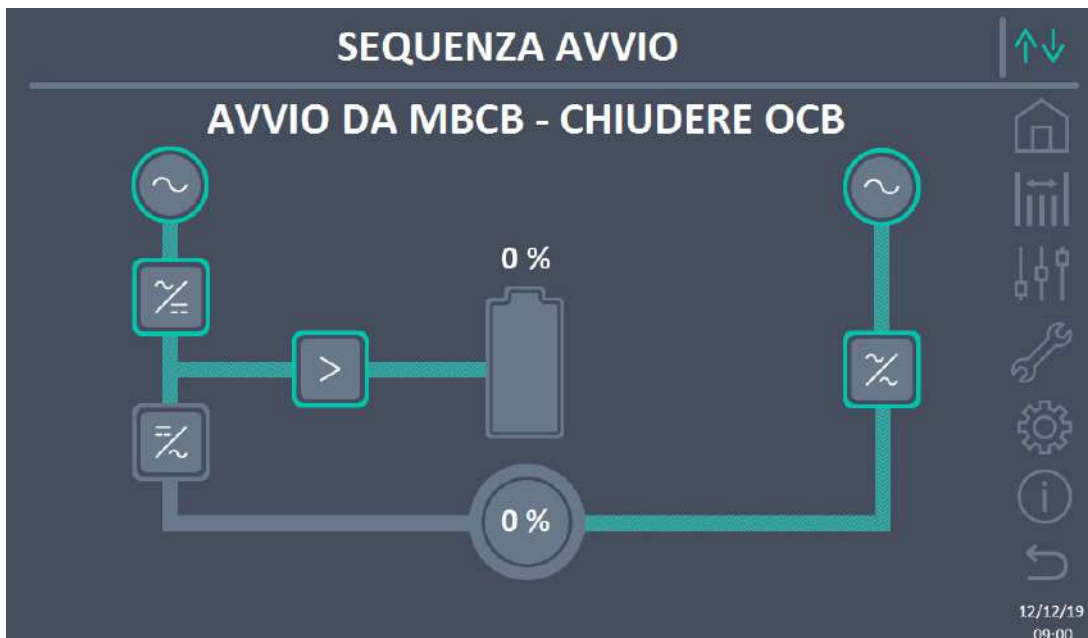 SEQUENZA AVVIO
AVVIO DA MBCB - CHIUDERE OCB
0 %
>
0 %
12/12/19
09:00